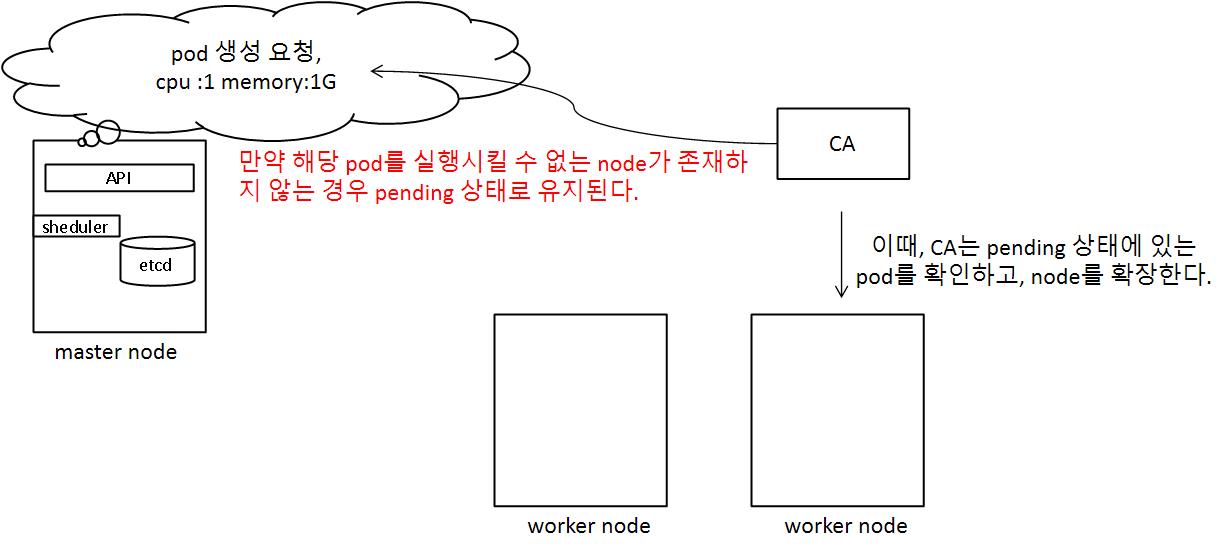 pod 생성 요청,
cpu :1 memory:1G
CA
만약 해당 pod를 실행시킬 수 없는 node가 존재하
지 않는 경우 pending 상태로 유지된다.
API
sheduler
etcd
master node
이때, CA는 pending 상태에 있는
pod를 확인하고, node를 확장한다.
worker node
worker node